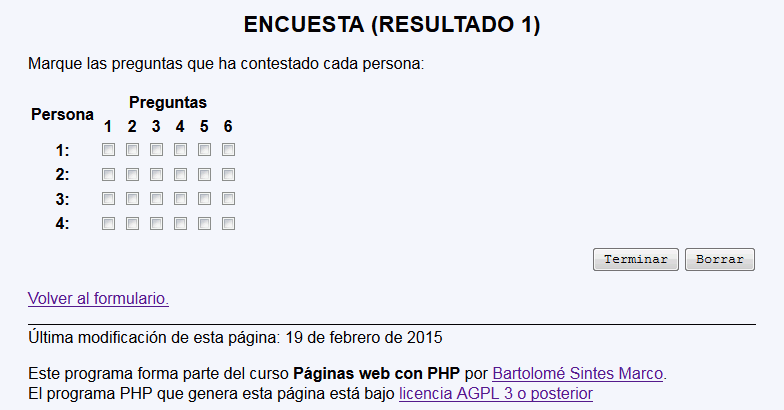 ENCUESTA (RESULTADO 1)
Marque las preguntas que ha contestado cada persona:
Persona Preguntas
1 2 3 4 5 6
1:
2:
3:
4:
Terminar Borrar
Volver al formulario.
Última modificación de esta página: 19 de febrero de 2015
Este programa forma parte del curso Páginas web con PHP por Bartolomé Sintes Marco.
El programa PHP que genera esta página está bajo licencia AGPL 3 o posterior